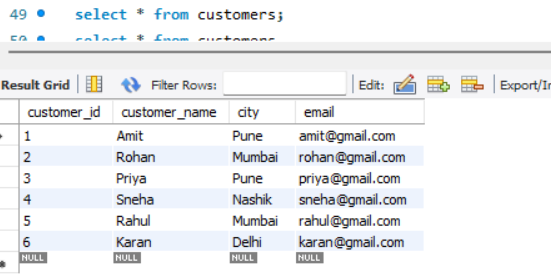 49 select * from customers;
50 select * from customers
Result Grid Filter Rows: Edit: Export/I
customer_id customer_name city email
1 Amit Pune amit@gmail.com
2 Rohan Mumbai rohan@gmail.com
3 Priya Pune priya@gmail.com
4 Sneha Nashik sneha@gmail.com
5 Rahul Mumbai rahul@gmail.com
6 Karan Delhi karan@gmail.com
NULL NULL NULL NULL